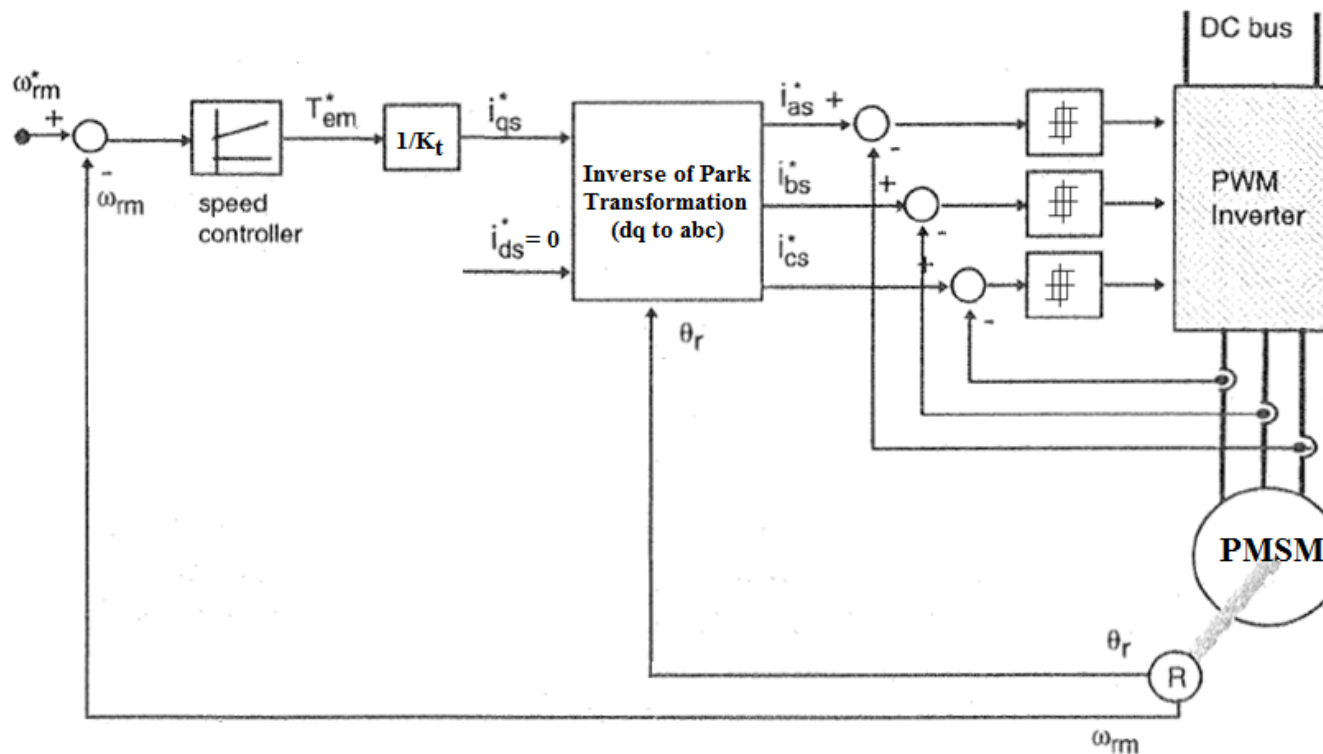 DC bus
ω*rm
+
-
ωrm
speed
controller
T*em
1/Kt
i*qs
i*ds = 0
Inverse of Park
Transformation
(dq to abc)
θr
i*as
+
-
i*bs
+
-
i*cs
+
-
PWM
Inverter
PMSM
θr
R
ωrm